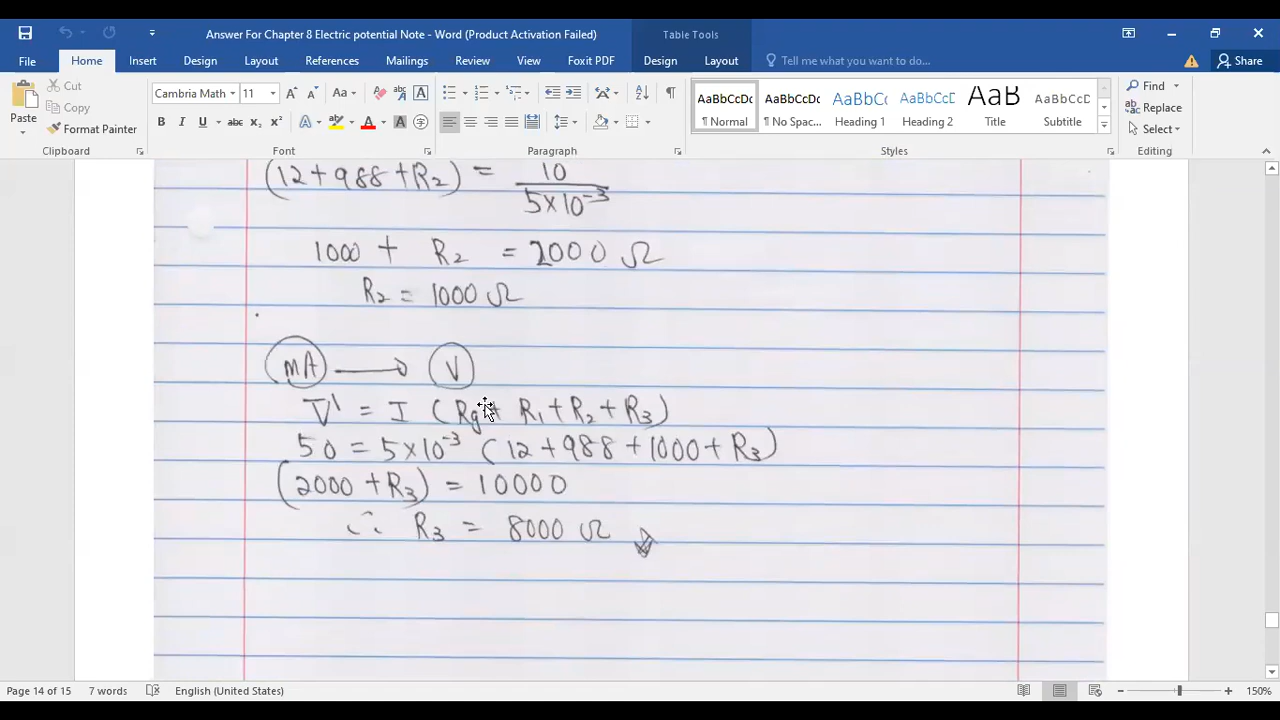 Answer For Chapter 8 Electric potential Note - Word (Product Activation Failed)
Table Tools
File Home Insert Design Layout References Mailings Review View Foxit PDF Design Layout Tell me what you want to do... Share
Cut
Copy
Format Painter
Paste
Clipboard
Cambria Math 11
Font
Paragraph
AaBbCcDc AaBbCcDc AaBbCc AaBbCcD AaB AaBbCcD
¶ Normal ¶ No Spac... Heading 1 Heading 2 Title Subtitle
Styles
Find
Replace
Select
Editing
(12+988+R₂) = 10 / 5×10⁻³
1000 + R₂ = 2000 Ω
R₂ = 1000 Ω
mA → V
V' = I (Rg + R₁+R₂+R₃)
50 = 5×10⁻³ (12+988+1000+R₃)
(2000+R₃) = 10000
∴ R₃ = 8000 Ω
Page 14 of 15 7 words English (United States) 150%